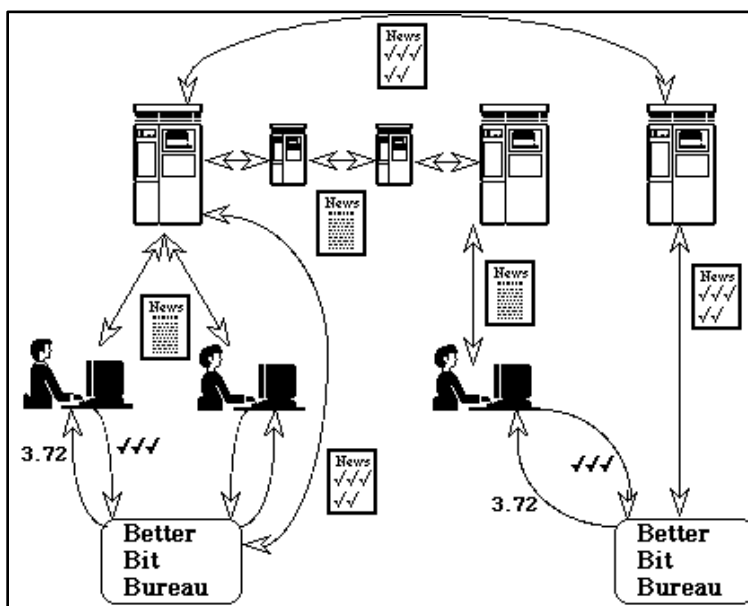 News
✓✓✓
✓✓
News
News
News
✓✓✓
✓✓
News
3.72
✓✓✓
News
✓✓✓
✓✓
✓✓✓
3.72
Better
Bit
Bureau
Better
Bit
Bureau